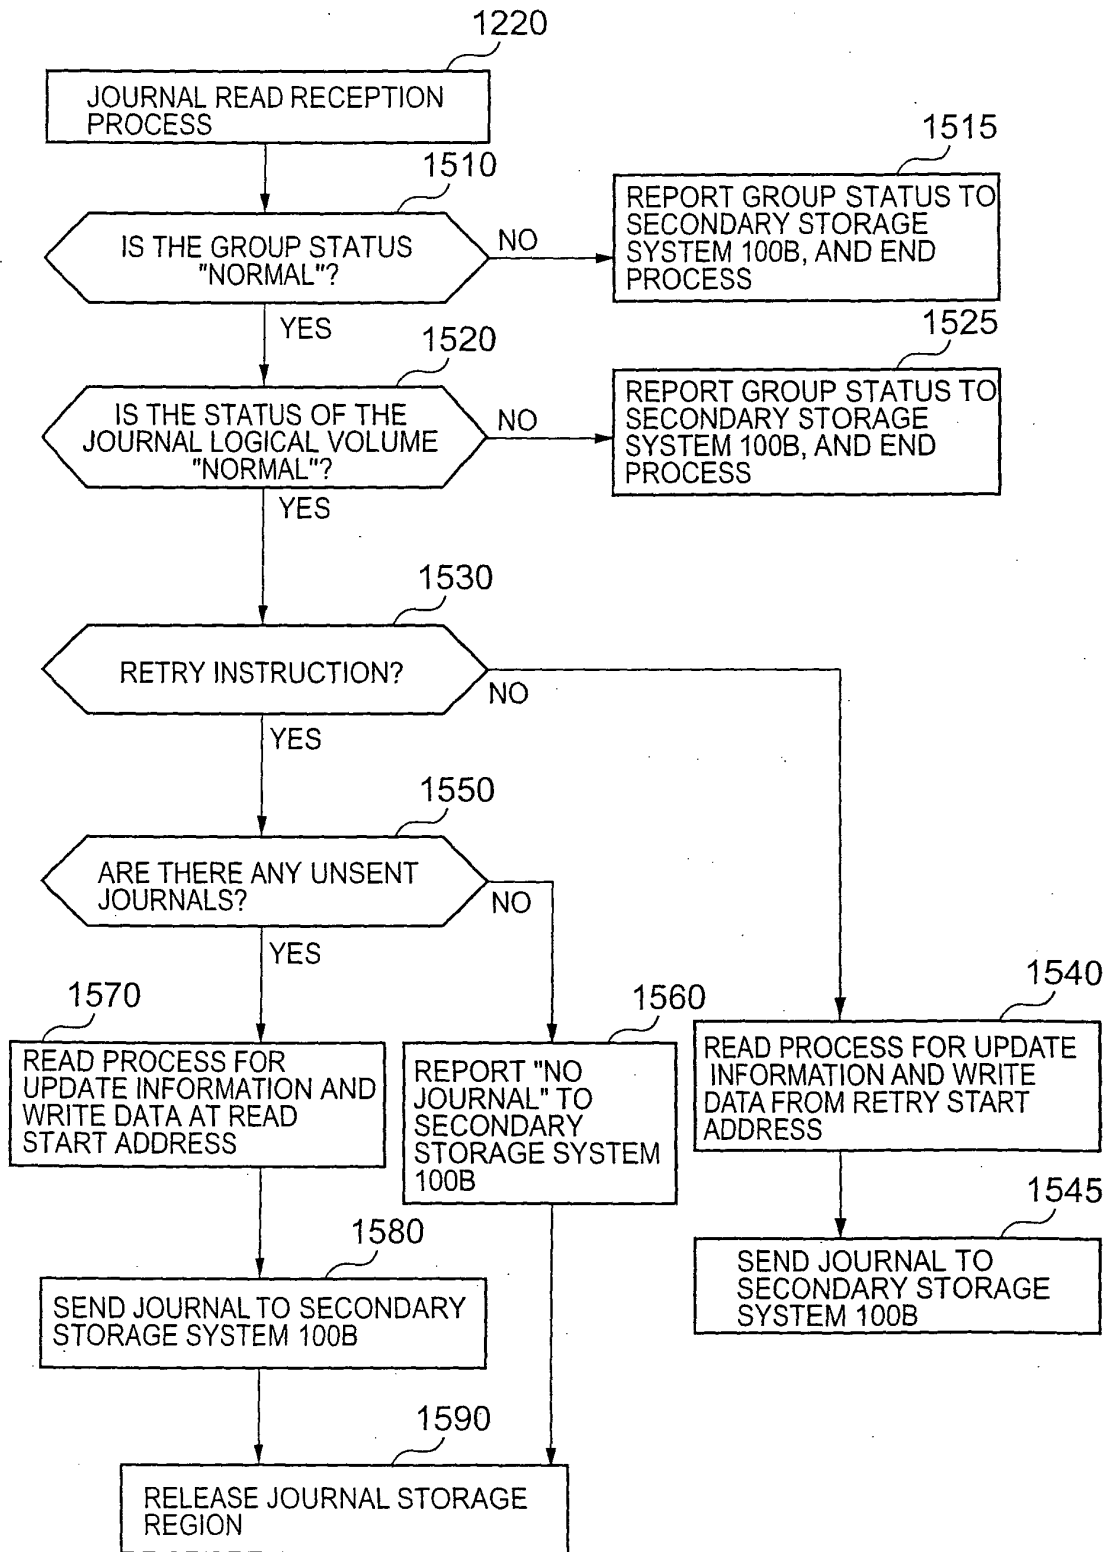 1220
JOURNAL READ RECEPTION
PROCESS
1510
IS THE GROUP STATUS
"NORMAL"?
NO
YES
1515
REPORT GROUP STATUS TO
SECONDARY STORAGE
SYSTEM 100B, AND END
PROCESS
1520
IS THE STATUS OF THE
JOURNAL LOGICAL VOLUME
"NORMAL"?
NO
YES
1525
REPORT GROUP STATUS TO
SECONDARY STORAGE
SYSTEM 100B, AND END
PROCESS
1530
RETRY INSTRUCTION?
NO
YES
1550
ARE THERE ANY UNSENT
JOURNALS?
NO
YES
1570
READ PROCESS FOR
UPDATE INFORMATION AND
WRITE DATA AT READ
START ADDRESS
1560
REPORT "NO
JOURNAL" TO
SECONDARY
STORAGE SYSTEM
100B
1540
READ PROCESS FOR UPDATE
INFORMATION AND WRITE
DATA FROM RETRY START
ADDRESS
1545
SEND JOURNAL TO
SECONDARY STORAGE
SYSTEM 100B
1580
SEND JOURNAL TO SECONDARY
STORAGE SYSTEM 100B
1590
RELEASE JOURNAL STORAGE
REGION